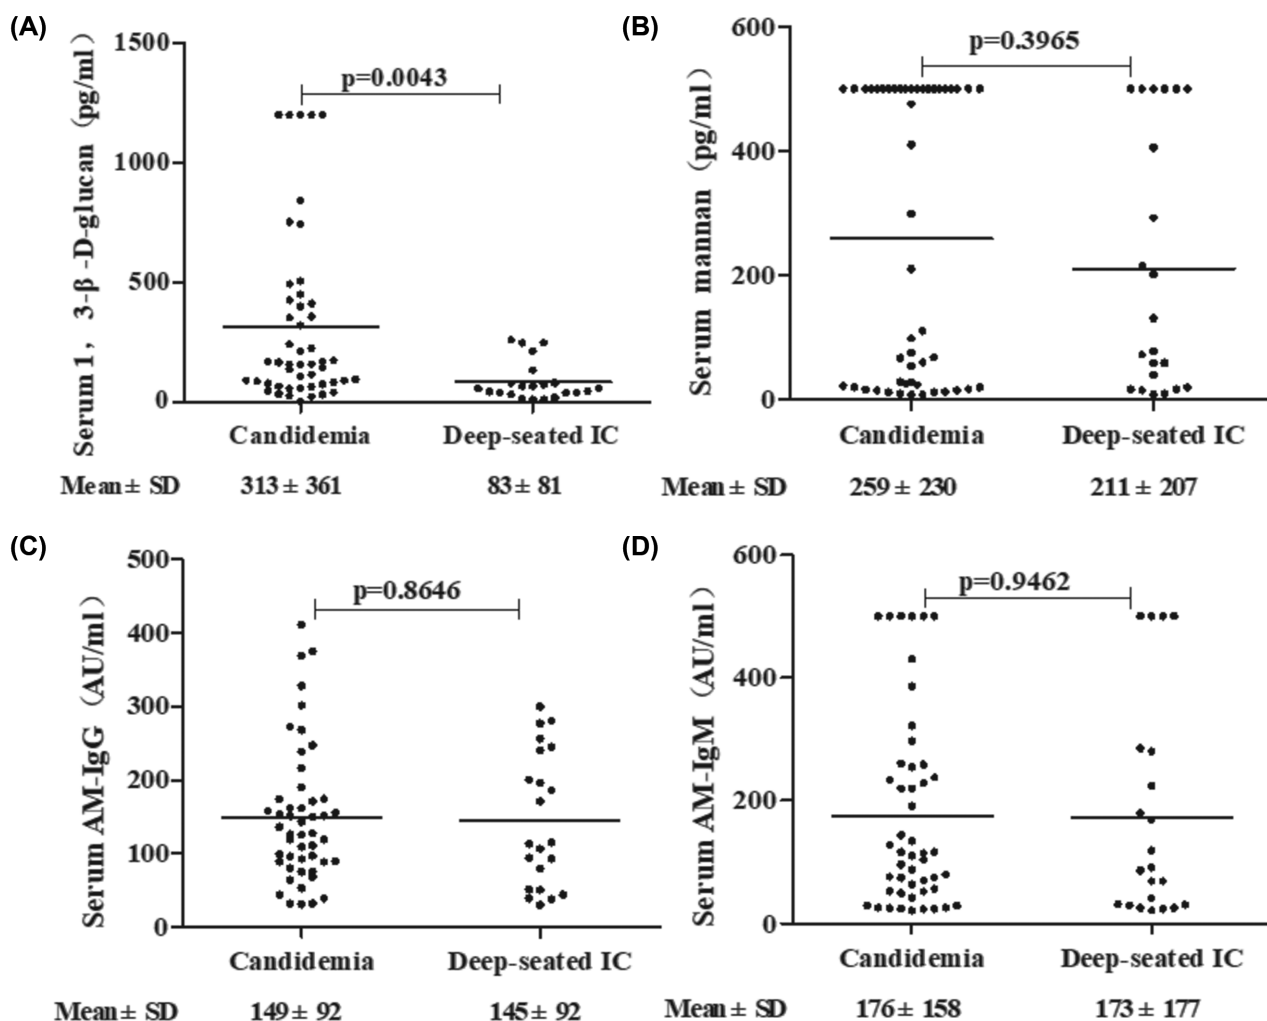 (A)
Serum 1，3-β -D-glucan（pg/ml）
1500
1000
500
0
p=0.0043
Candidemia
Deep-seated IC
Mean± SD
313 ± 361
83 ± 81
(B)
Serum mannan（pg/ml）
600
400
200
0
p=0.3965
Candidemia
Deep-seated IC
Mean± SD
259 ± 230
211 ± 207
(C)
Serum AM-IgG（AU/ml）
500
400
300
200
100
0
p=0.8646
Candidemia
Deep-seated IC
Mean± SD
149 ± 92
145 ± 92
(D)
Serum AM-IgM（AU/ml）
600
400
200
0
p=0.9462
Candidemia
Deep-seated IC
Mean± SD
176 ± 158
173 ± 177